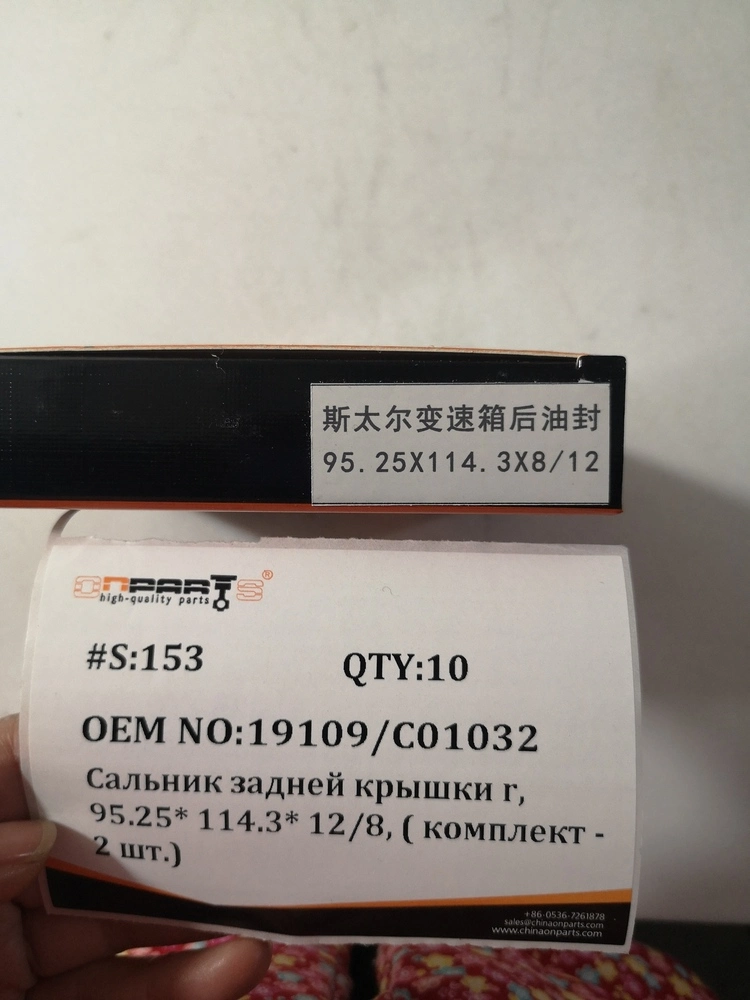 斯太尔变速箱后油封
95.25X114.3X8/12
ONPARTS®
high-quality parts
#S:153 QTY:10
OEM NO:19109/C01032
Сальник задней крышки г,
95.25* 114.3* 12/8, ( комплект -
2 шт.)
+86-0536-7261878
sales@chinaonparts.com
www.chinaonparts.com